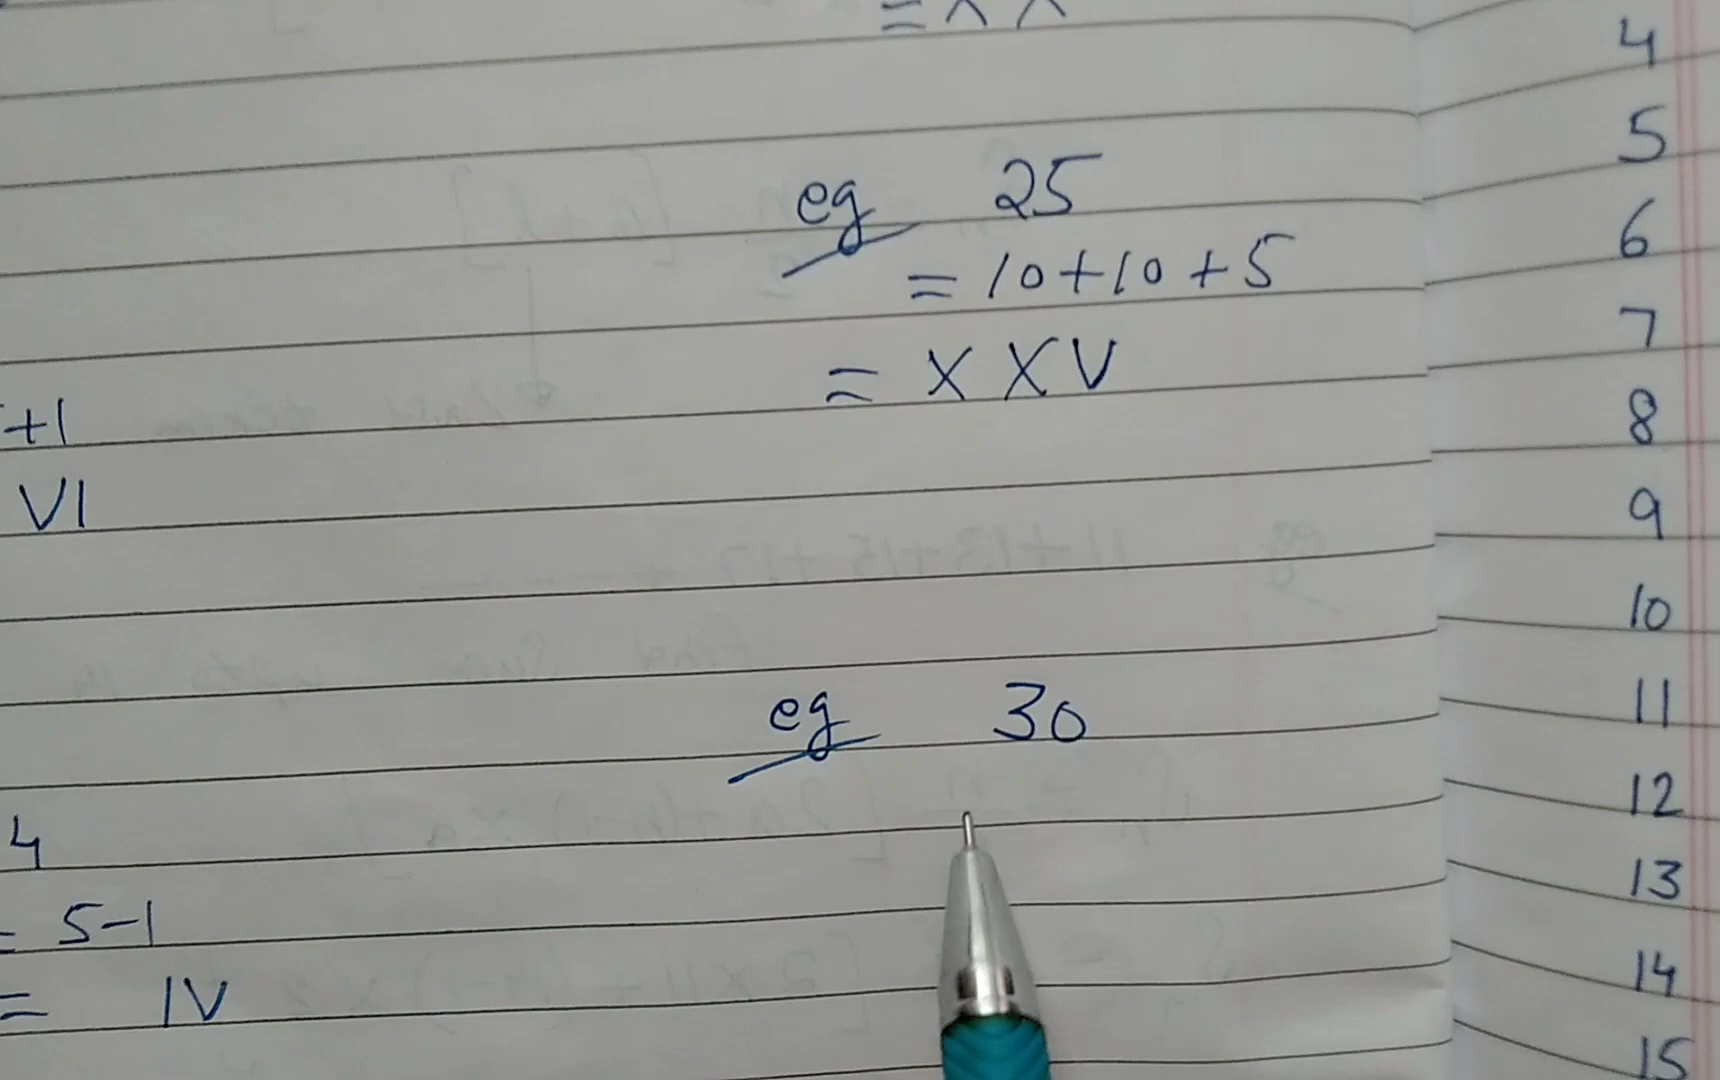 = X X
eg 25
= 10+10+5
= X X V
+1
VI
eg 30
4
= 5-1
= IV
4
5
6
7
8
9
10
11
12
13
14
15